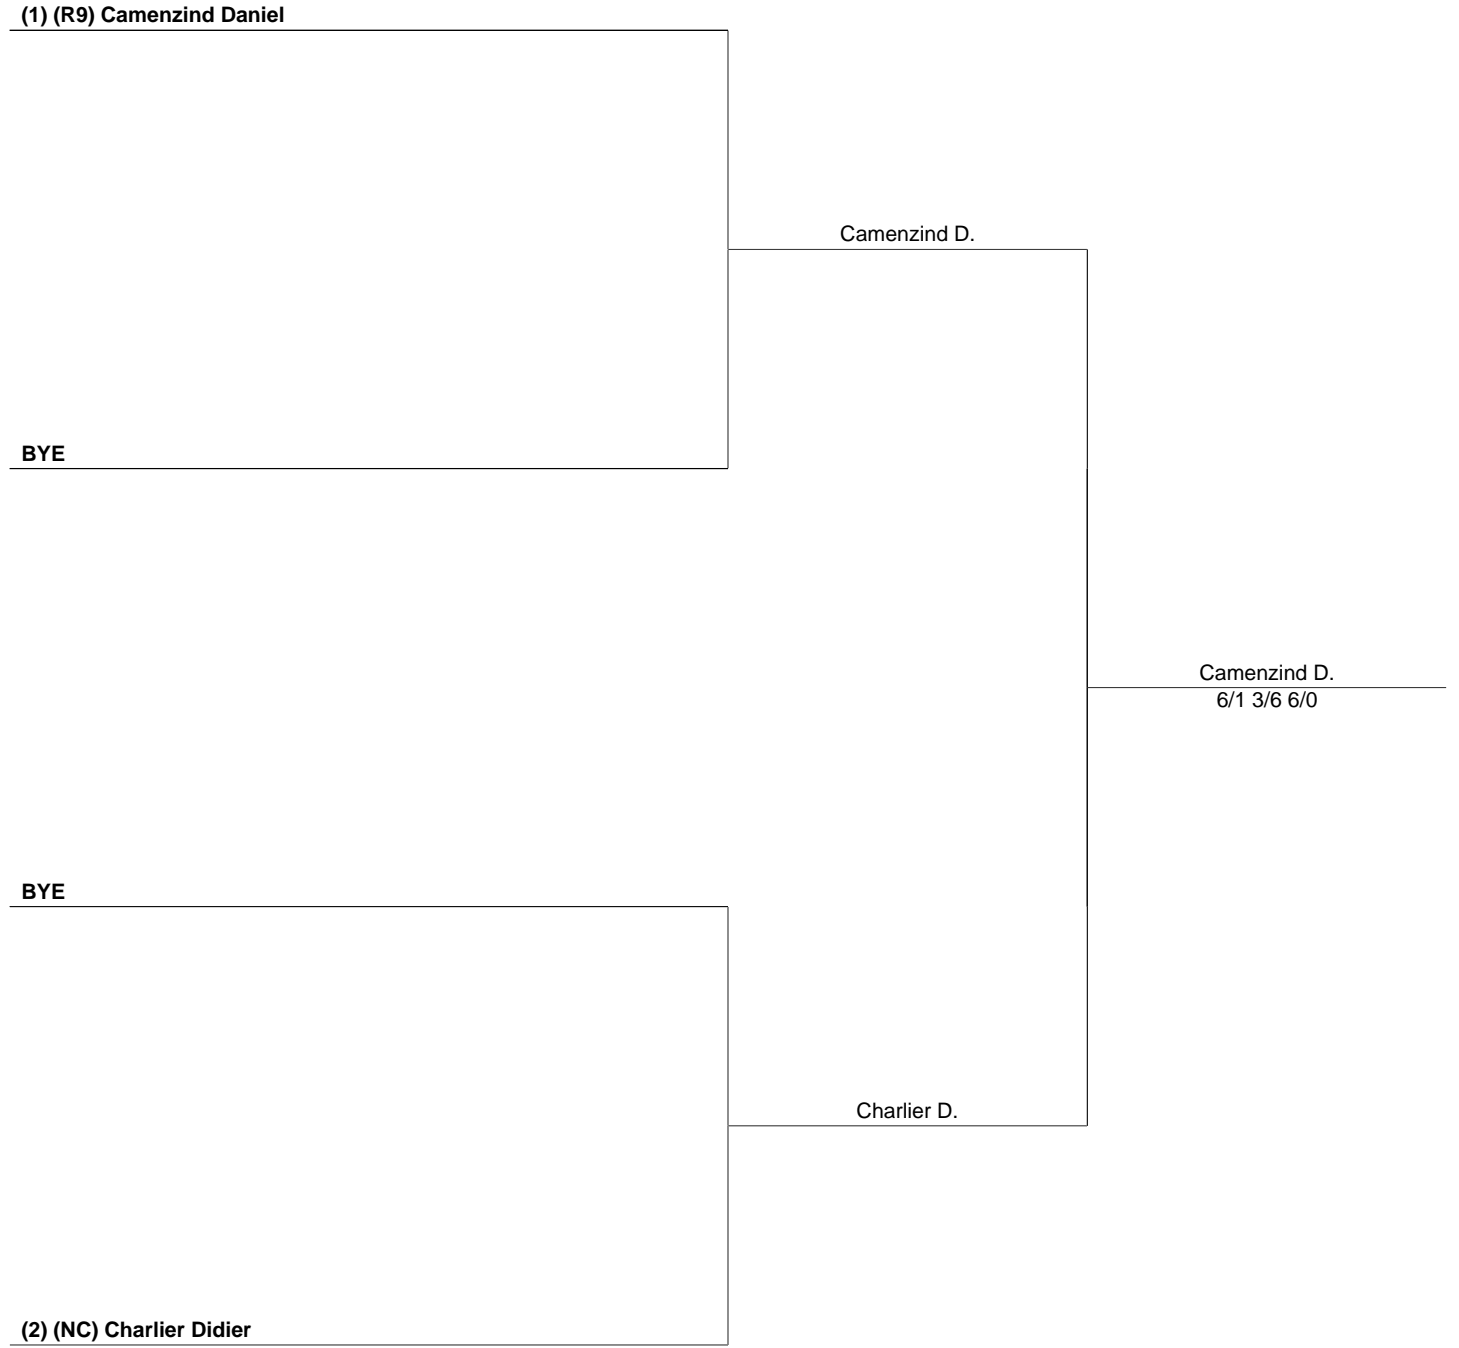 (1) (R9) Camenzind Daniel
Camenzind D.
BYE
Camenzind D.
6/1 3/6 6/0
BYE
Charlier D.
(2) (NC) Charlier Didier